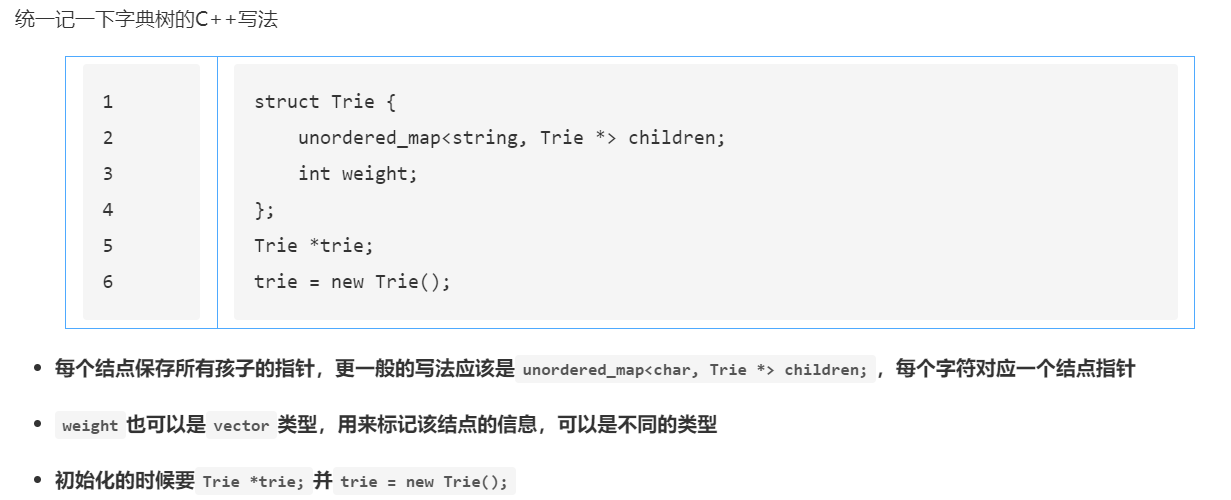 统一记一下字典树的C++写法
1 struct Trie {
2 unordered_map<string, Trie *> children;
3 int weight;
4 };
5 Trie *trie;
6 trie = new Trie();
每个结点保存所有孩子的指针，更一般的写法应该是 unordered_map<char, Trie *> children; ，每个字符对应一个结点指针
weight 也可以是 vector 类型，用来标记该结点的信息，可以是不同的类型
初始化的时候要 Trie *trie; 并 trie = new Trie();